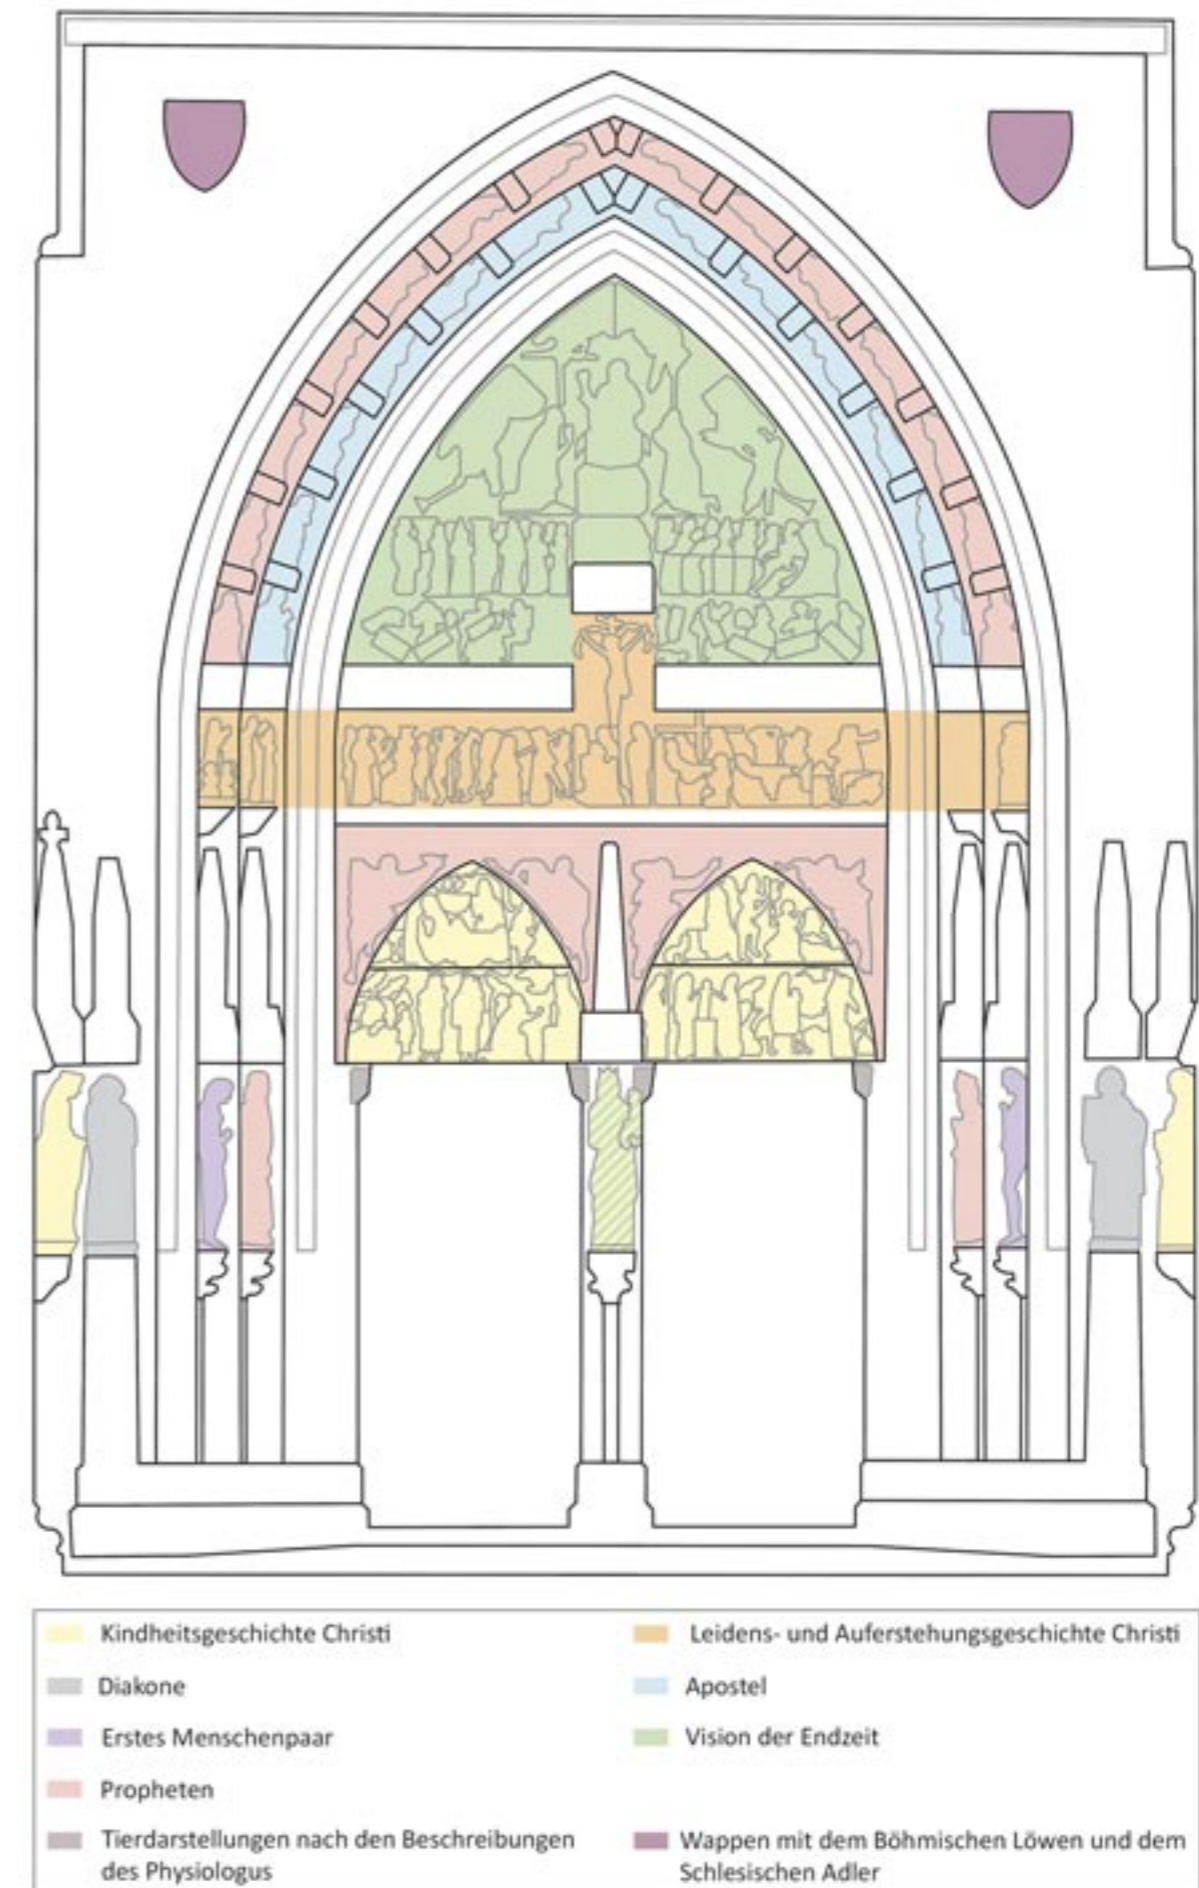 Kindheitsgeschichte Christi
Diakone
Erstes Menschenpaar
Propheten
Tierdarstellungen nach den Beschreibungen
des Physiologus
Leidens- und Auferstehungsgeschichte Christi
Apostel
Vision der Endzeit
Wappen mit dem Böhmischen Löwen und dem
Schlesischen Adler